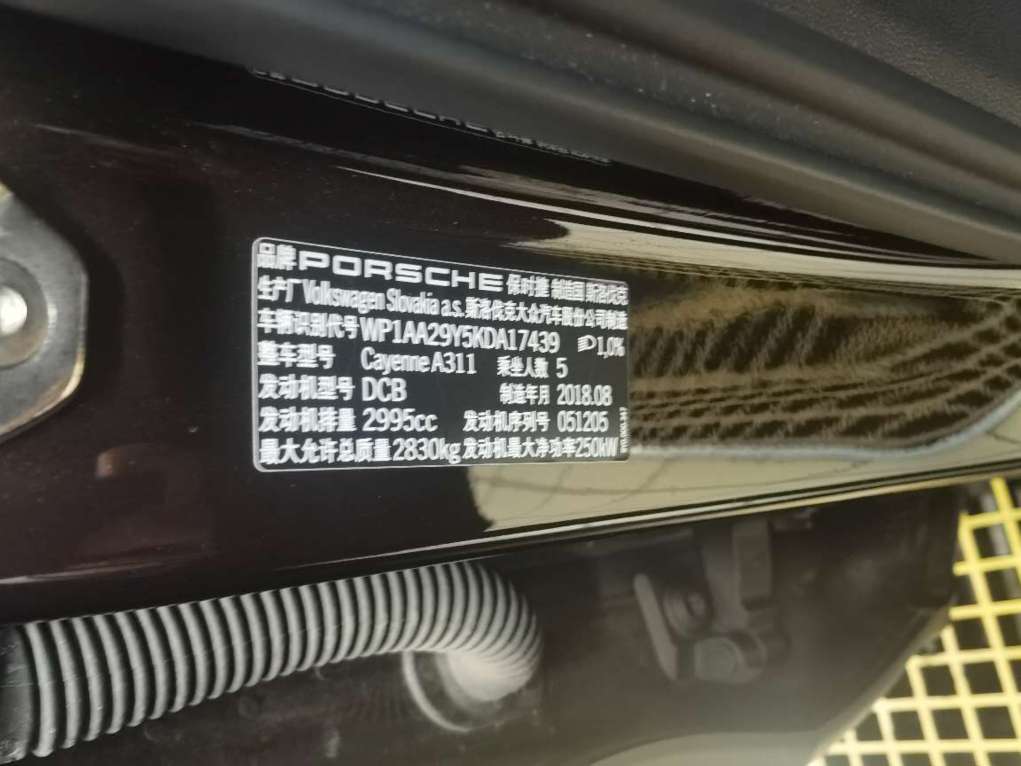 品牌 PORSCHE 保时捷 制造国 斯洛伐克
生产厂 Volkswagen Slovakia a.s. 斯洛伐克大众汽车股份公司制造
车辆识别代号 WP1AA29Y5KDA17439 1,0%
整车型号 Cayenne A311 乘坐人数 5
发动机型号 DCB 制造年月 2018.08
发动机排量 2995cc 发动机序列号 051205
最大允许总质量 2830kg 发动机最大净功率 250kW